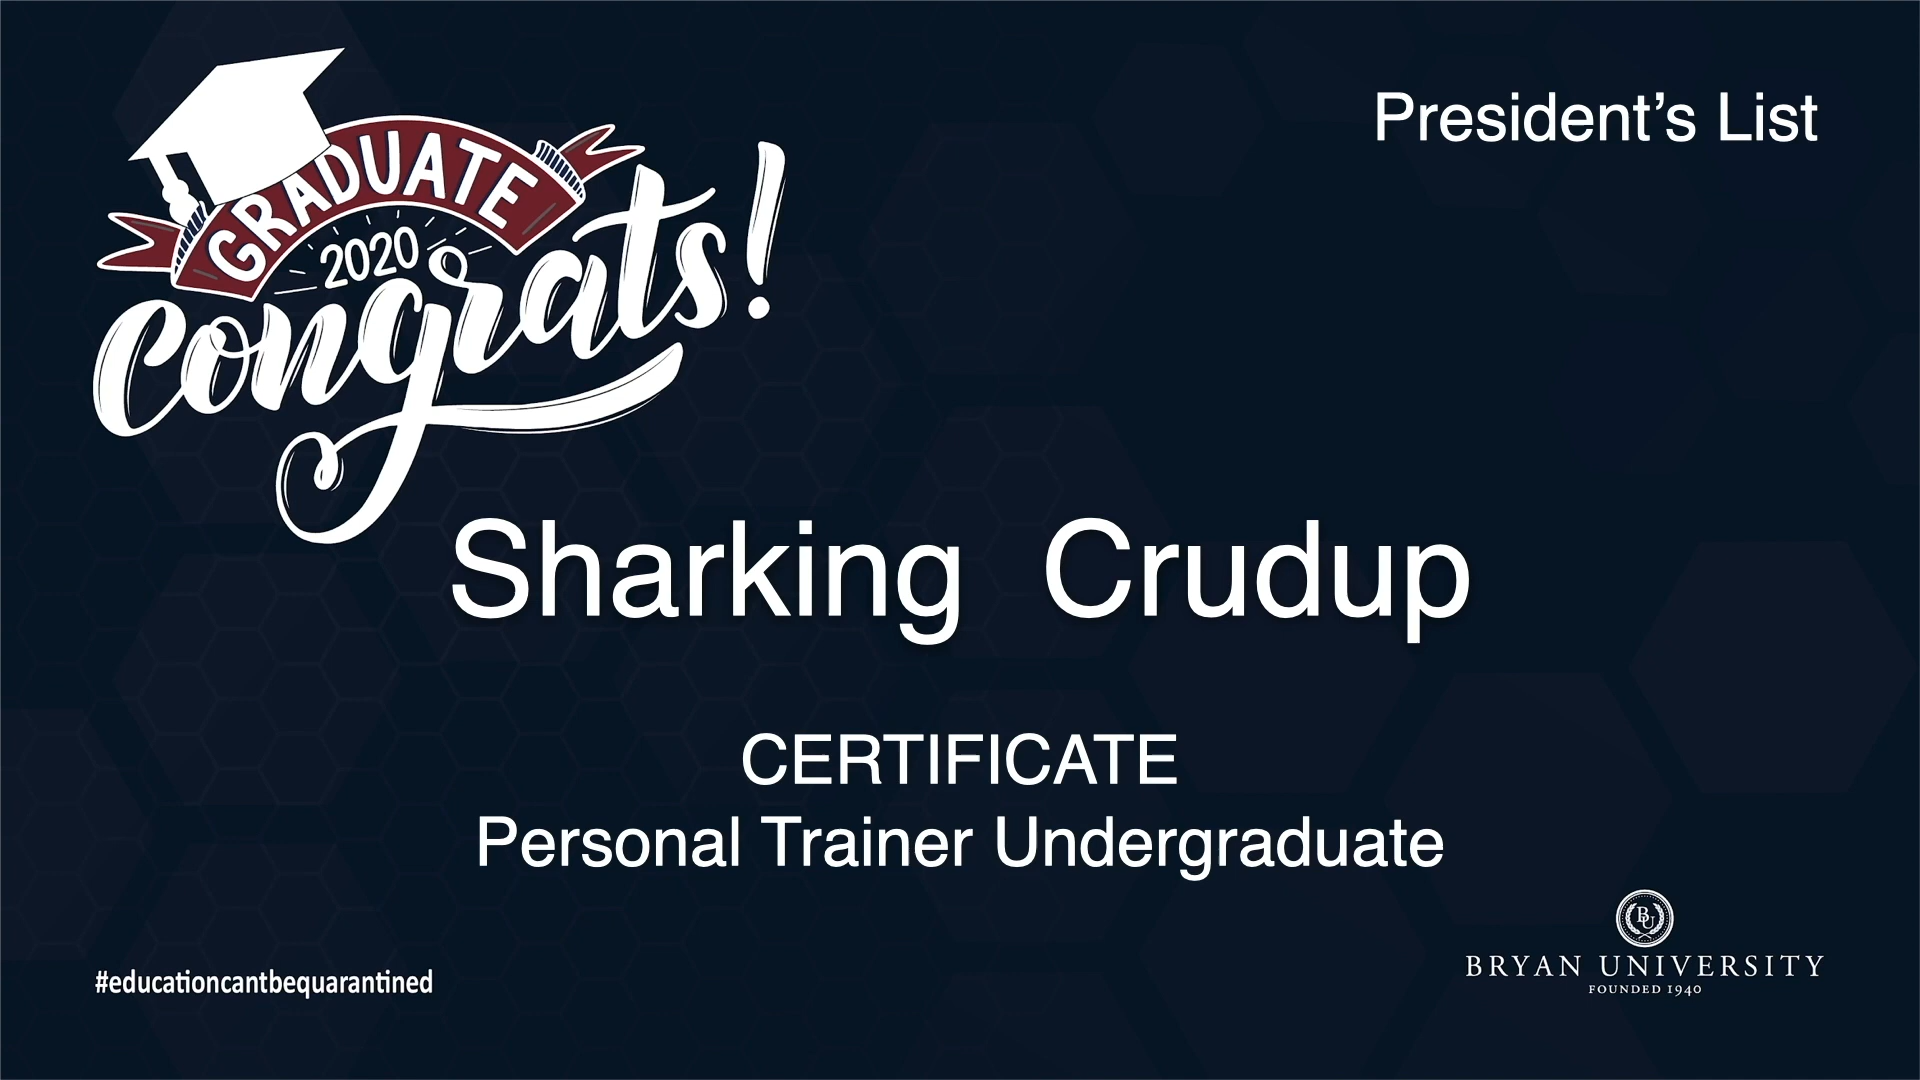 GRADUATE
2020
Congrats!
President’s List
Sharking Crudup
CERTIFICATE
Personal Trainer Undergraduate
#educationcantbequarantined
BU
BRYAN UNIVERSITY
FOUNDED 1940